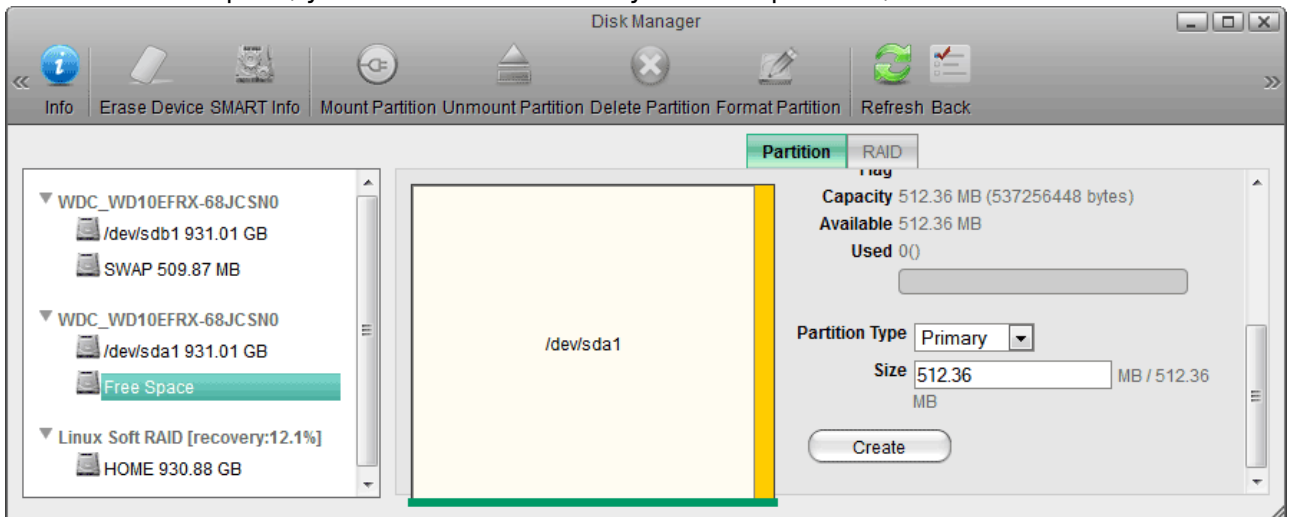 Disk Manager
Info Erase Device SMART Info Mount Partition Unmount Partition Delete Partition Format Partition Refresh Back
Partition RAID
WDC_WD10EFRX-68JCSN0
/dev/sdb1 931.01 GB
SWAP 509.87 MB
WDC_WD10EFRX-68JCSN0
/dev/sda1 931.01 GB
Free Space
Linux Soft RAID [recovery:12.1%]
HOME 930.88 GB
/dev/sda1
Capacity 512.36 MB (537256448 bytes)
Available 512.36 MB
Used 0()
Partition Type Primary
Size 512.36 MB / 512.36
MB
Create